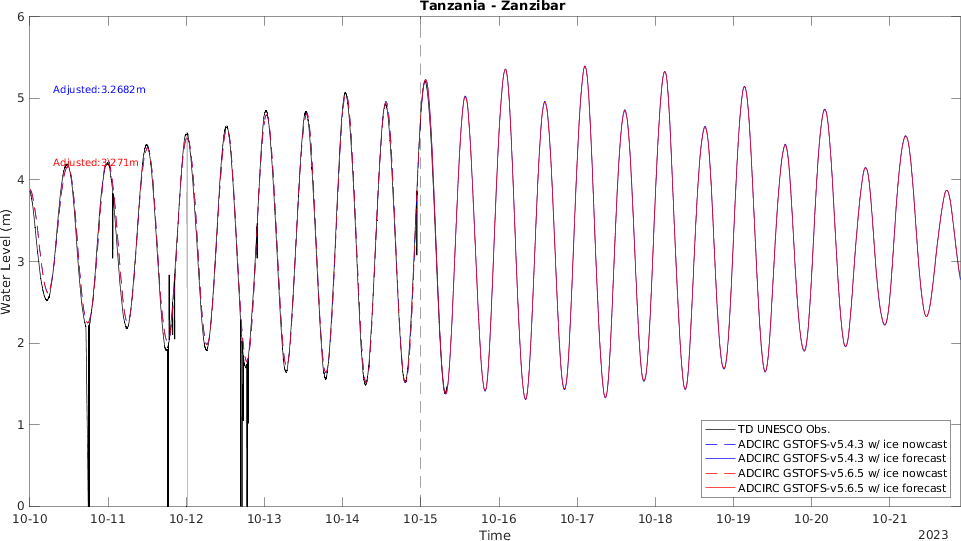 Tanzania - Zanzibar
6
5
4
3
2
1
0
Water Level (m)
Adjusted:3.2682m
Adjusted:3.271m
TD UNESCO Obs.
ADCIRC GSTOFS-v5.4.3 w/ ice nowcast
ADCIRC GSTOFS-v5.4.3 w/ ice forecast
ADCIRC GSTOFS-v5.6.5 w/ ice nowcast
ADCIRC GSTOFS-v5.6.5 w/ ice forecast
10-10 10-11 10-12 10-13 10-14 10-15 10-16 10-17 10-18 10-19 10-20 10-21
Time
2023